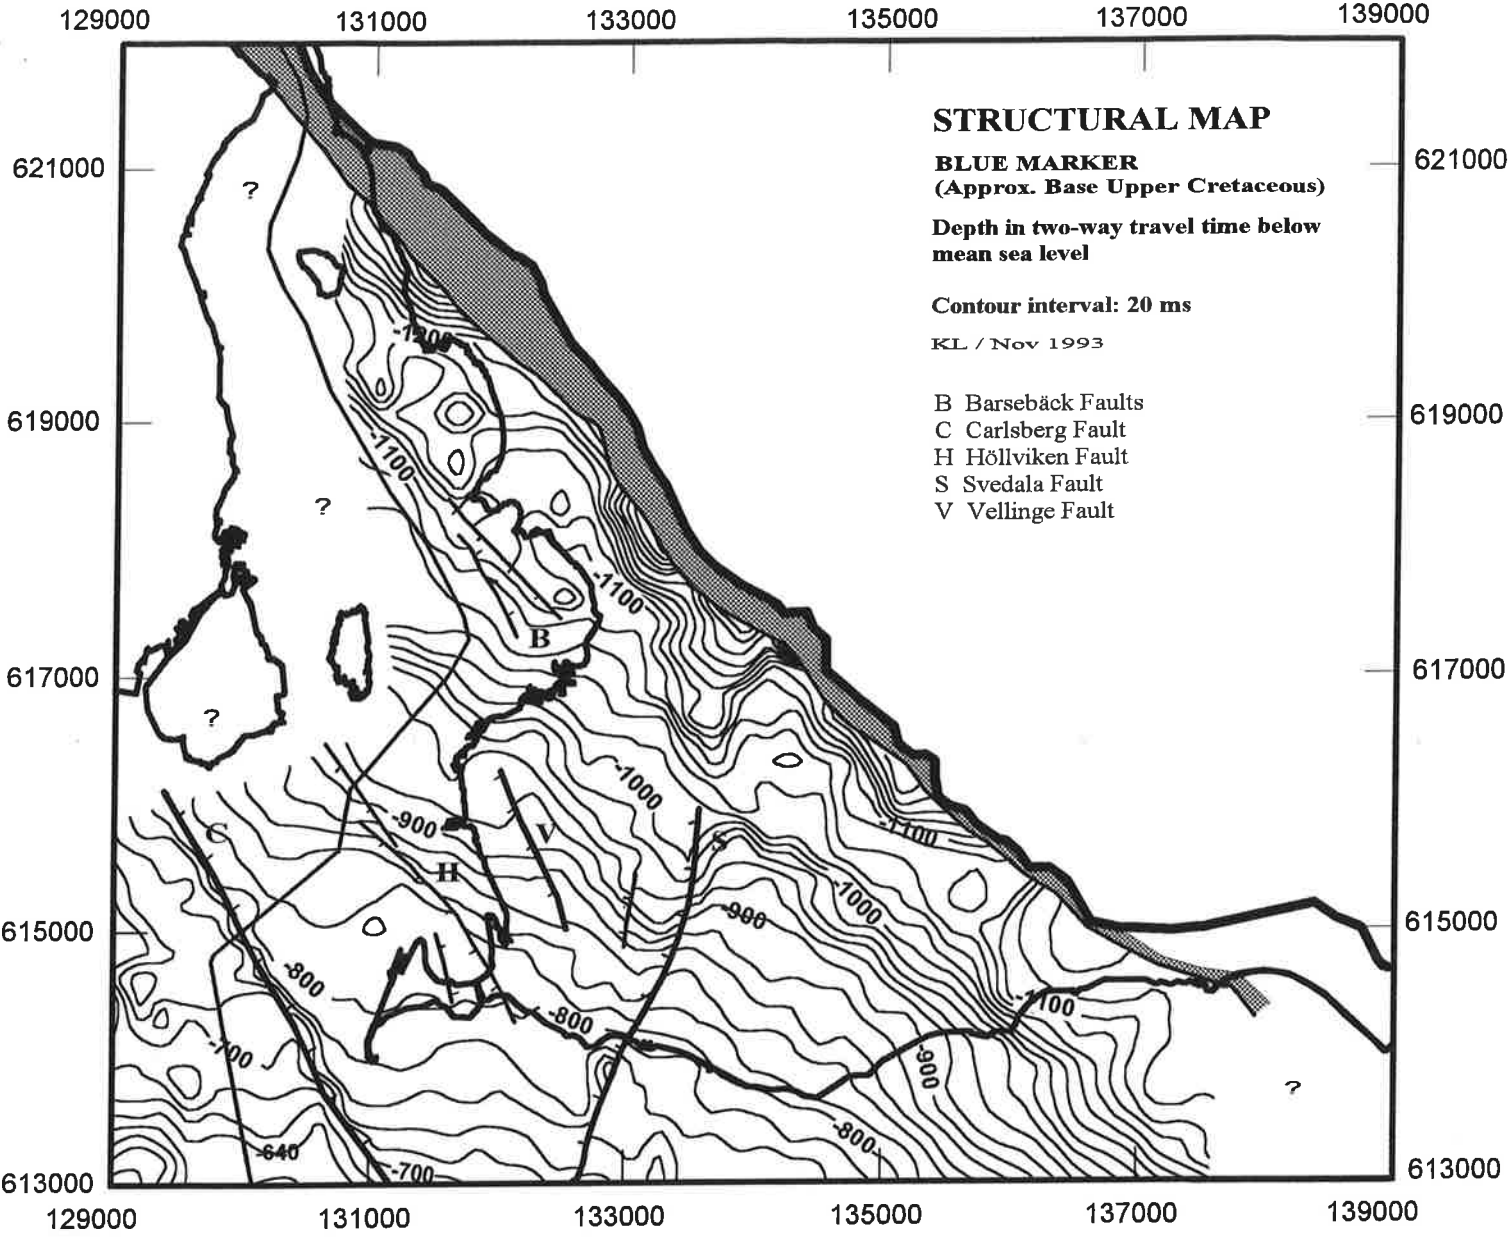 129000 131000 133000 135000 137000 139000
STRUCTURAL MAP
BLUE MARKER
(Approx. Base Upper Cretaceous)
Depth in two-way travel time below
mean sea level
Contour interval: 20 ms
KL / Nov 1993
B Barsebäck Faults
C Carlsberg Fault
H Höllviken Fault
S Svedala Fault
V Vellinge Fault
621000 621000
?
-1200
619000 619000
-1100
?
-1100
B
617000 617000
?
-1000
C
-900
V
S
-1100
H
-1000
-900
615000 615000
-800
-1100
-800
-700
-900
?
-800
-640
-700
613000 613000
129000 131000 133000 135000 137000 139000